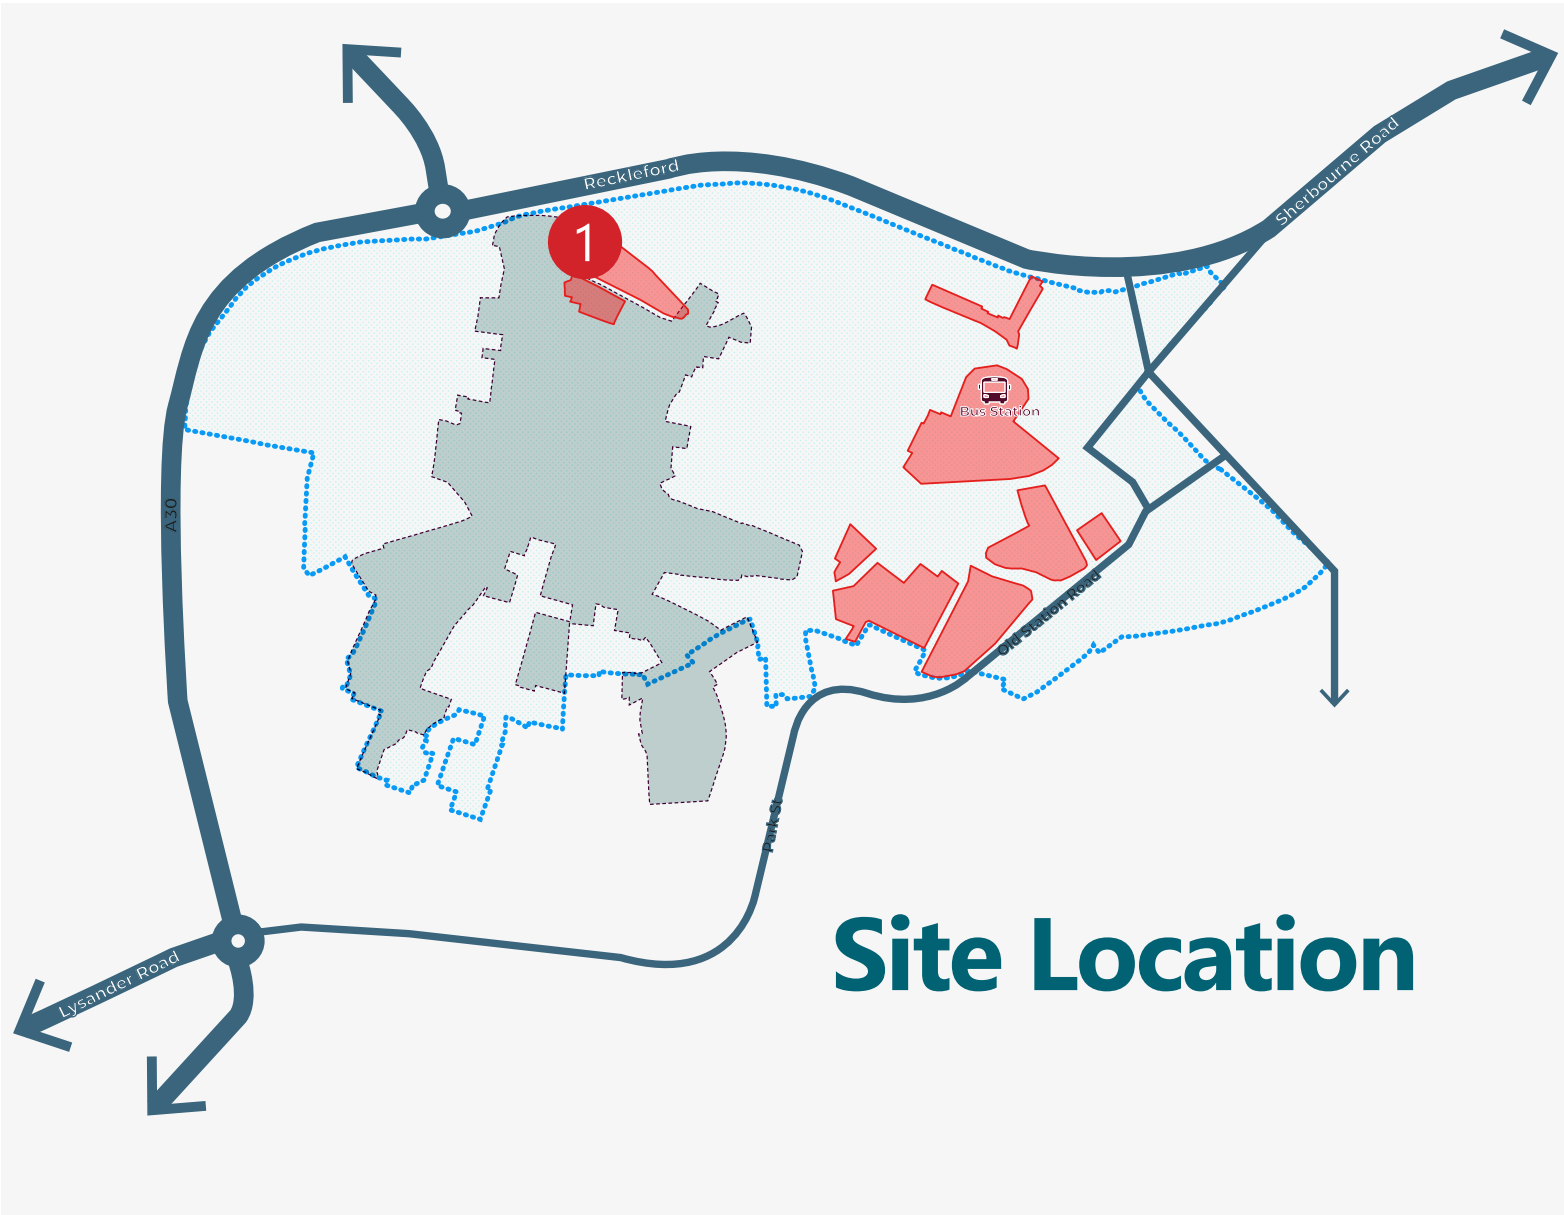 Reckleford
Sherbourne Road
1
Bus Station
A30
Old Station Road
Park St
Site Location
Lysander Road